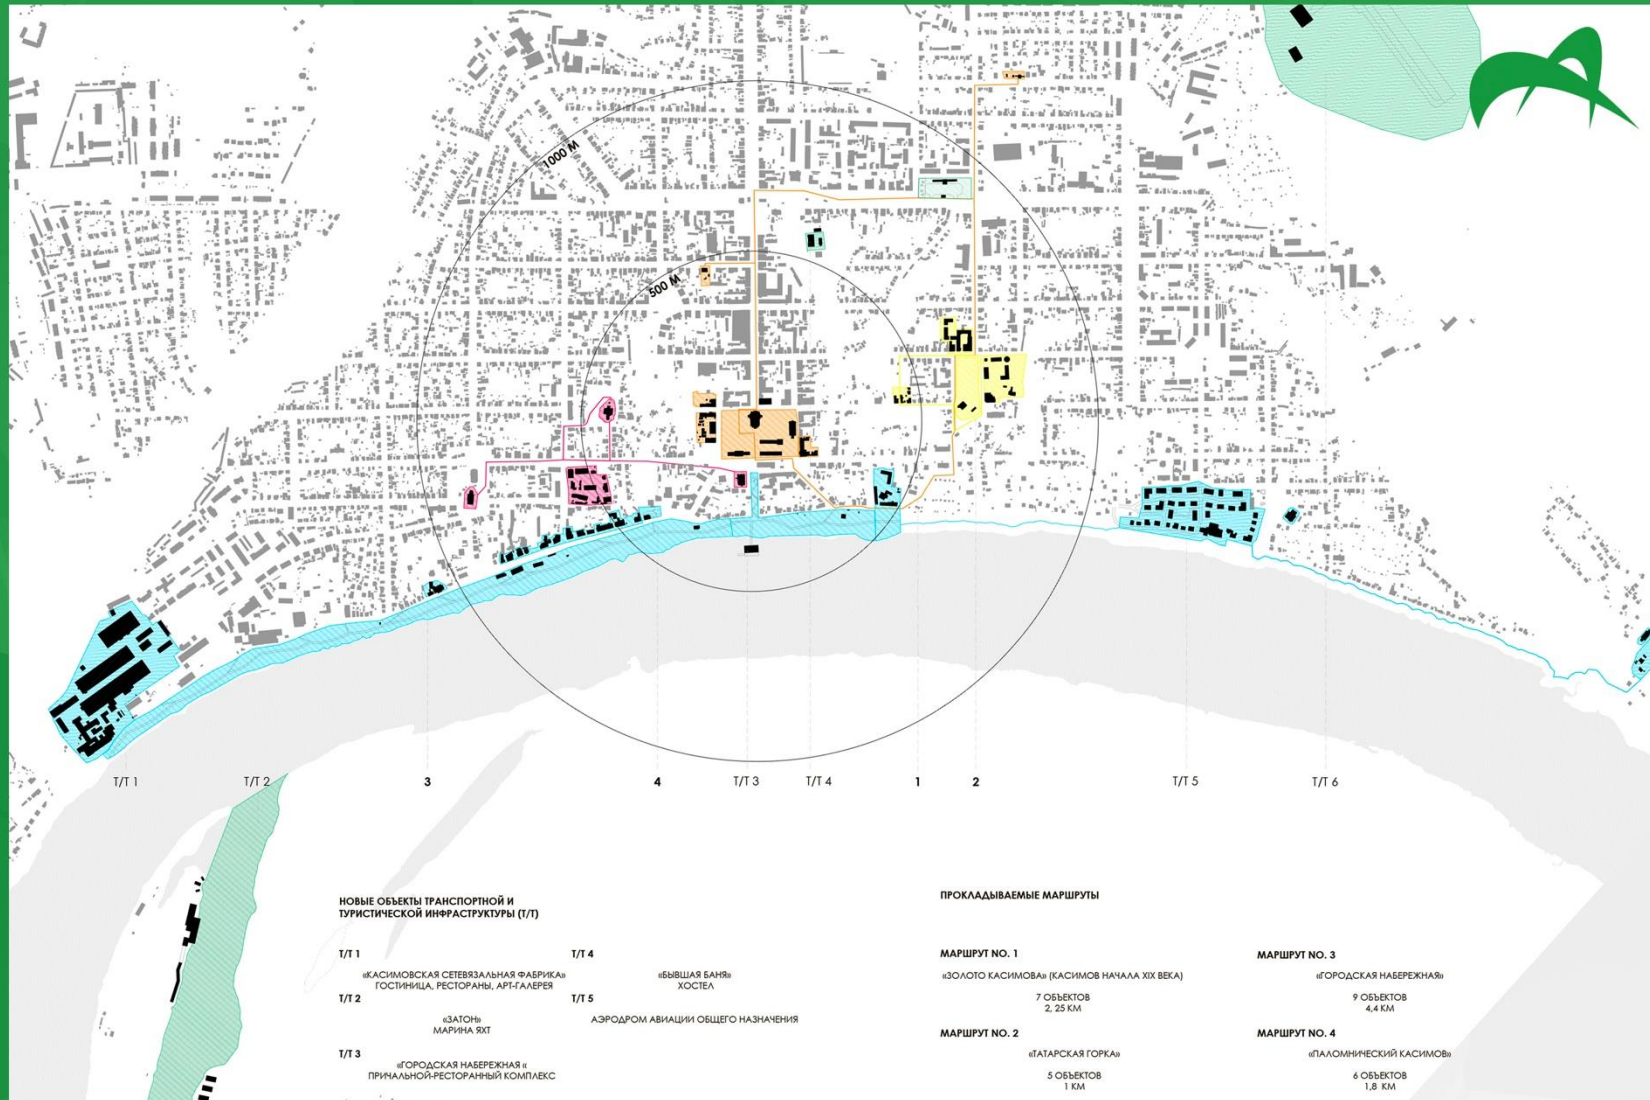 1000 М
500 М
Т/Т 1
Т/Т 2
3
4
Т/Т 3
Т/Т 4
1
2
Т/Т 5
Т/Т 6
НОВЫЕ ОБЪЕКТЫ ТРАНСПОРТНОЙ И
ТУРИСТИЧЕСКОЙ ИНФРАСТРУКТУРЫ (Т/Т)
Т/Т 1
«КАСИМОВСКАЯ СЕТЕВЯЗАЛЬНАЯ ФАБРИКА»
ГОСТИНИЦА, РЕСТОРАНЫ, АРТ-ГАЛЕРЕЯ
Т/Т 2
«ЗАТОН»
МАРИНА ЯХТ
Т/Т 3
«ГОРОДСКАЯ НАБЕРЕЖНАЯ «
ПРИЧАЛЬНОЙ-РЕСТОРАННЫЙ КОМПЛЕКС
Т/Т 4
«БЫВШАЯ БАНЯ»
ХОСТЕЛ
Т/Т 5
АЭРОДРОМ АВИАЦИИ ОБЩЕГО НАЗНАЧЕНИЯ
ПРОКЛАДЫВАЕМЫЕ МАРШРУТЫ
МАРШРУТ NO. 1
«ЗОЛОТО КАСИМОВА» (КАСИМОВ НАЧАЛА XIX ВЕКА)
7 ОБЪЕКТОВ
2, 25 КМ
МАРШРУТ NO. 2
«ТАТАРСКАЯ ГОРКА»
5 ОБЪЕКТОВ
1 КМ
МАРШРУТ NO. 3
«ГОРОДСКАЯ НАБЕРЕЖНАЯ»
9 ОБЪЕКТОВ
4,4 КМ
МАРШРУТ NO. 4
«ПАЛОМНИЧЕСКИЙ КАСИМОВ»
6 ОБЪЕКТОВ
1,8 КМ